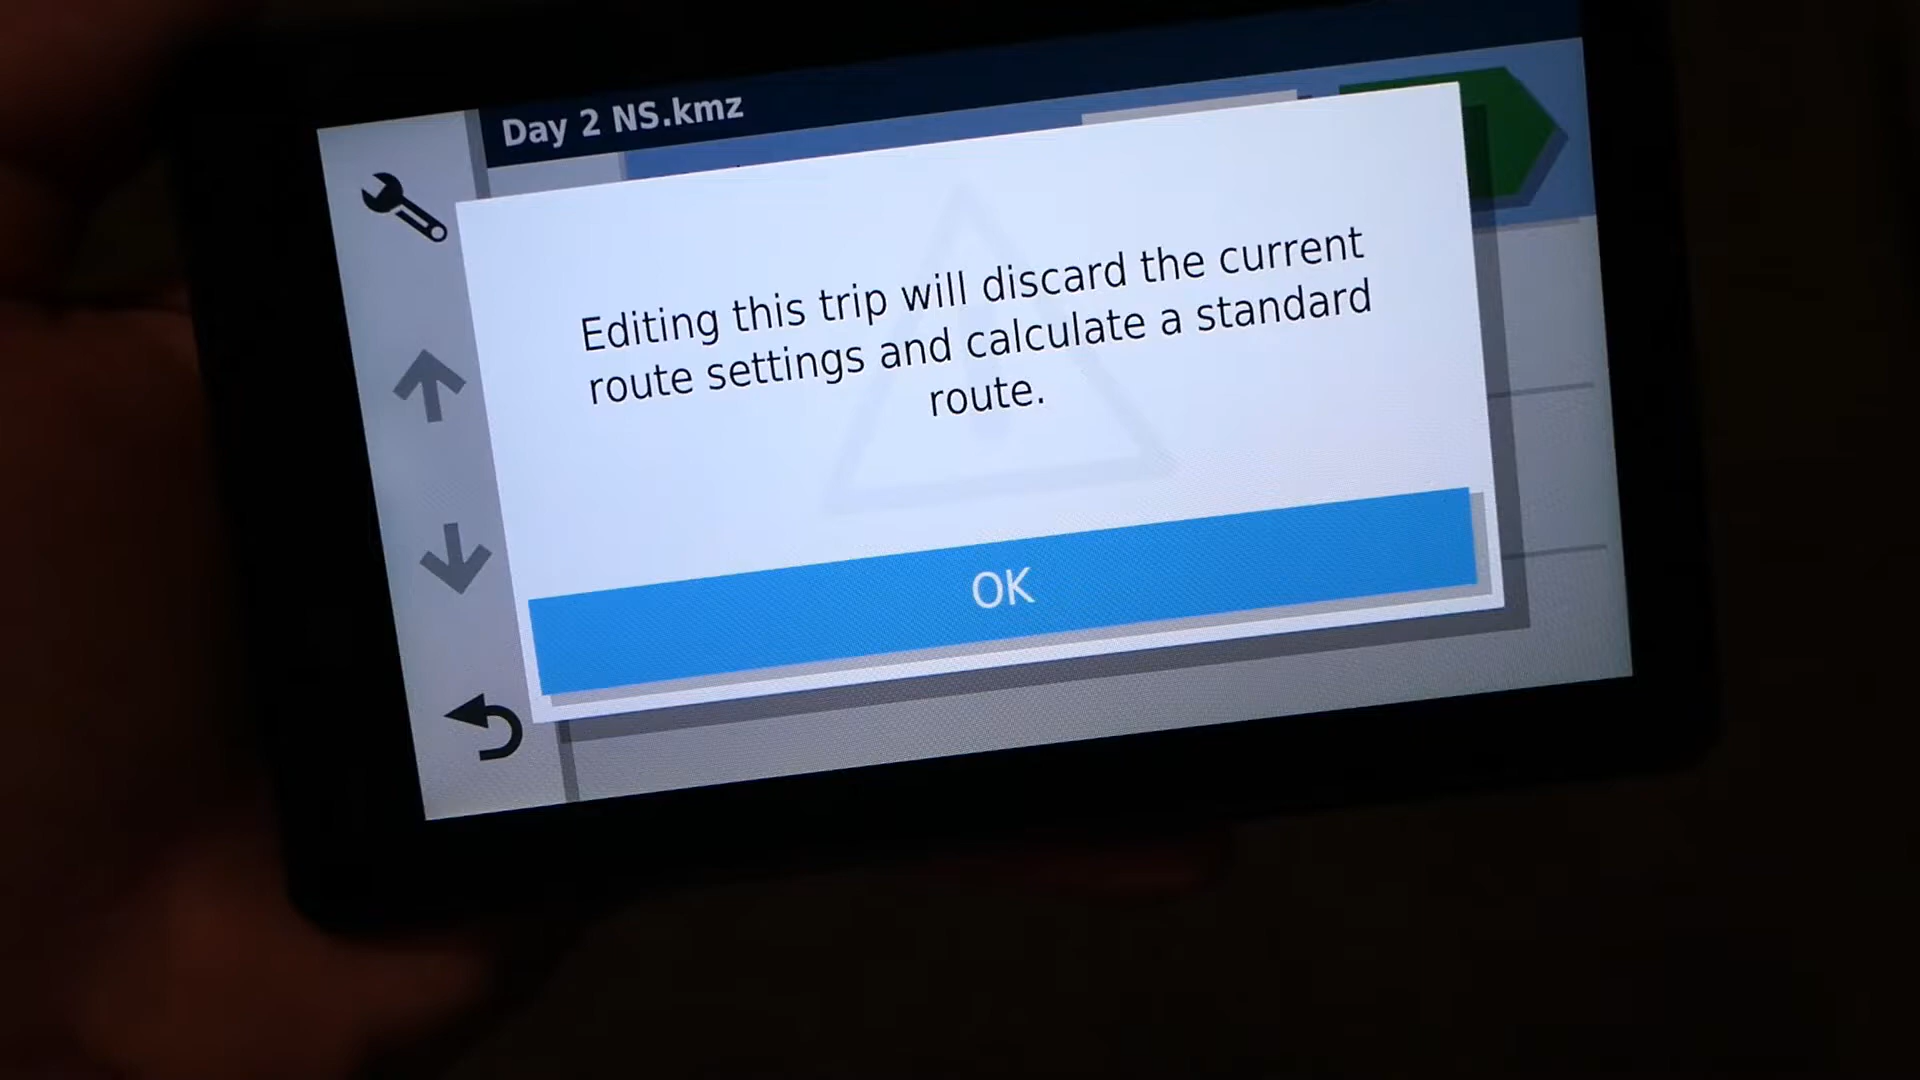 Day 2 NS.kmz
Editing this trip will discard the current
route settings and calculate a standard
route.
OK